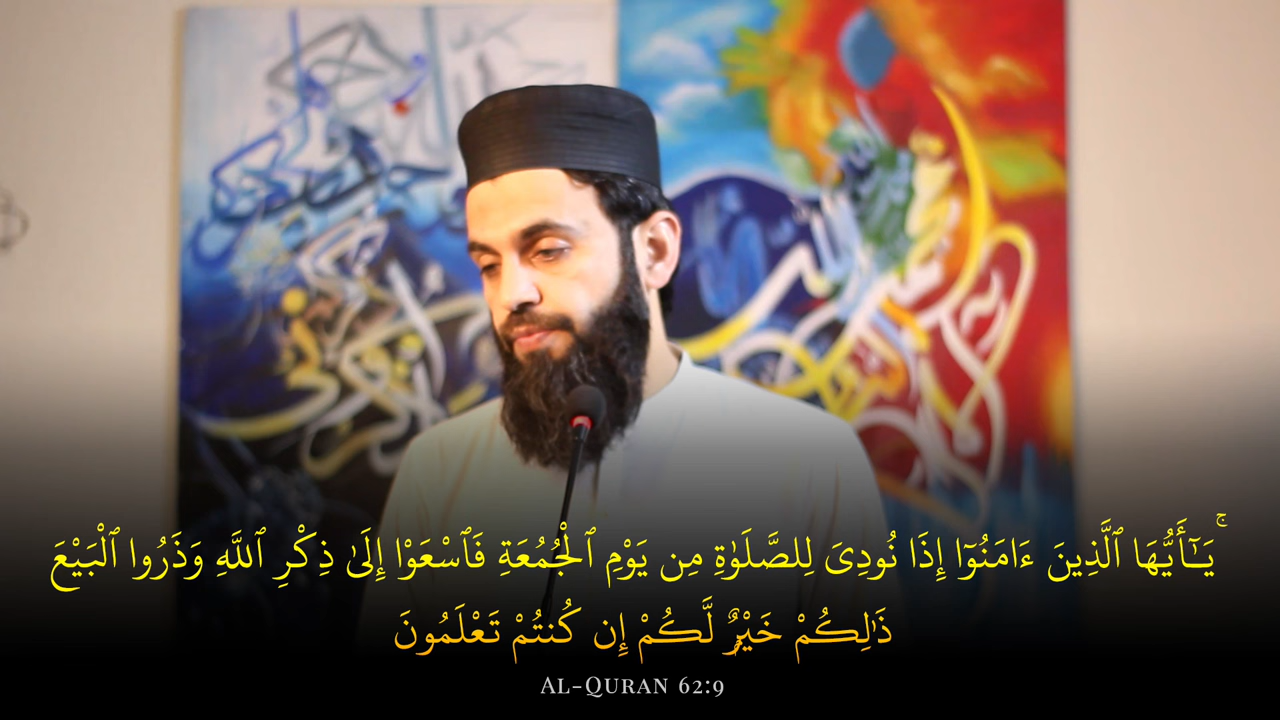 ۚ يَـٰٓأَيُّهَا ٱلَّذِينَ ءَامَنُوٓا إِذَا نُودِىَ لِلصَّلَوٰةِ مِن يَوْمِ ٱلْجُمُعَةِ فَٱسْعَوْا إِلَىٰ ذِكْرِ ٱللَّهِ وَذَرُوا ٱلْبَيْعَ
ذَٰلِكُمْ خَيْرٌۭ لَّكُمْ إِن كُنتُمْ تَعْلَمُونَ
AL-QURAN 62:9